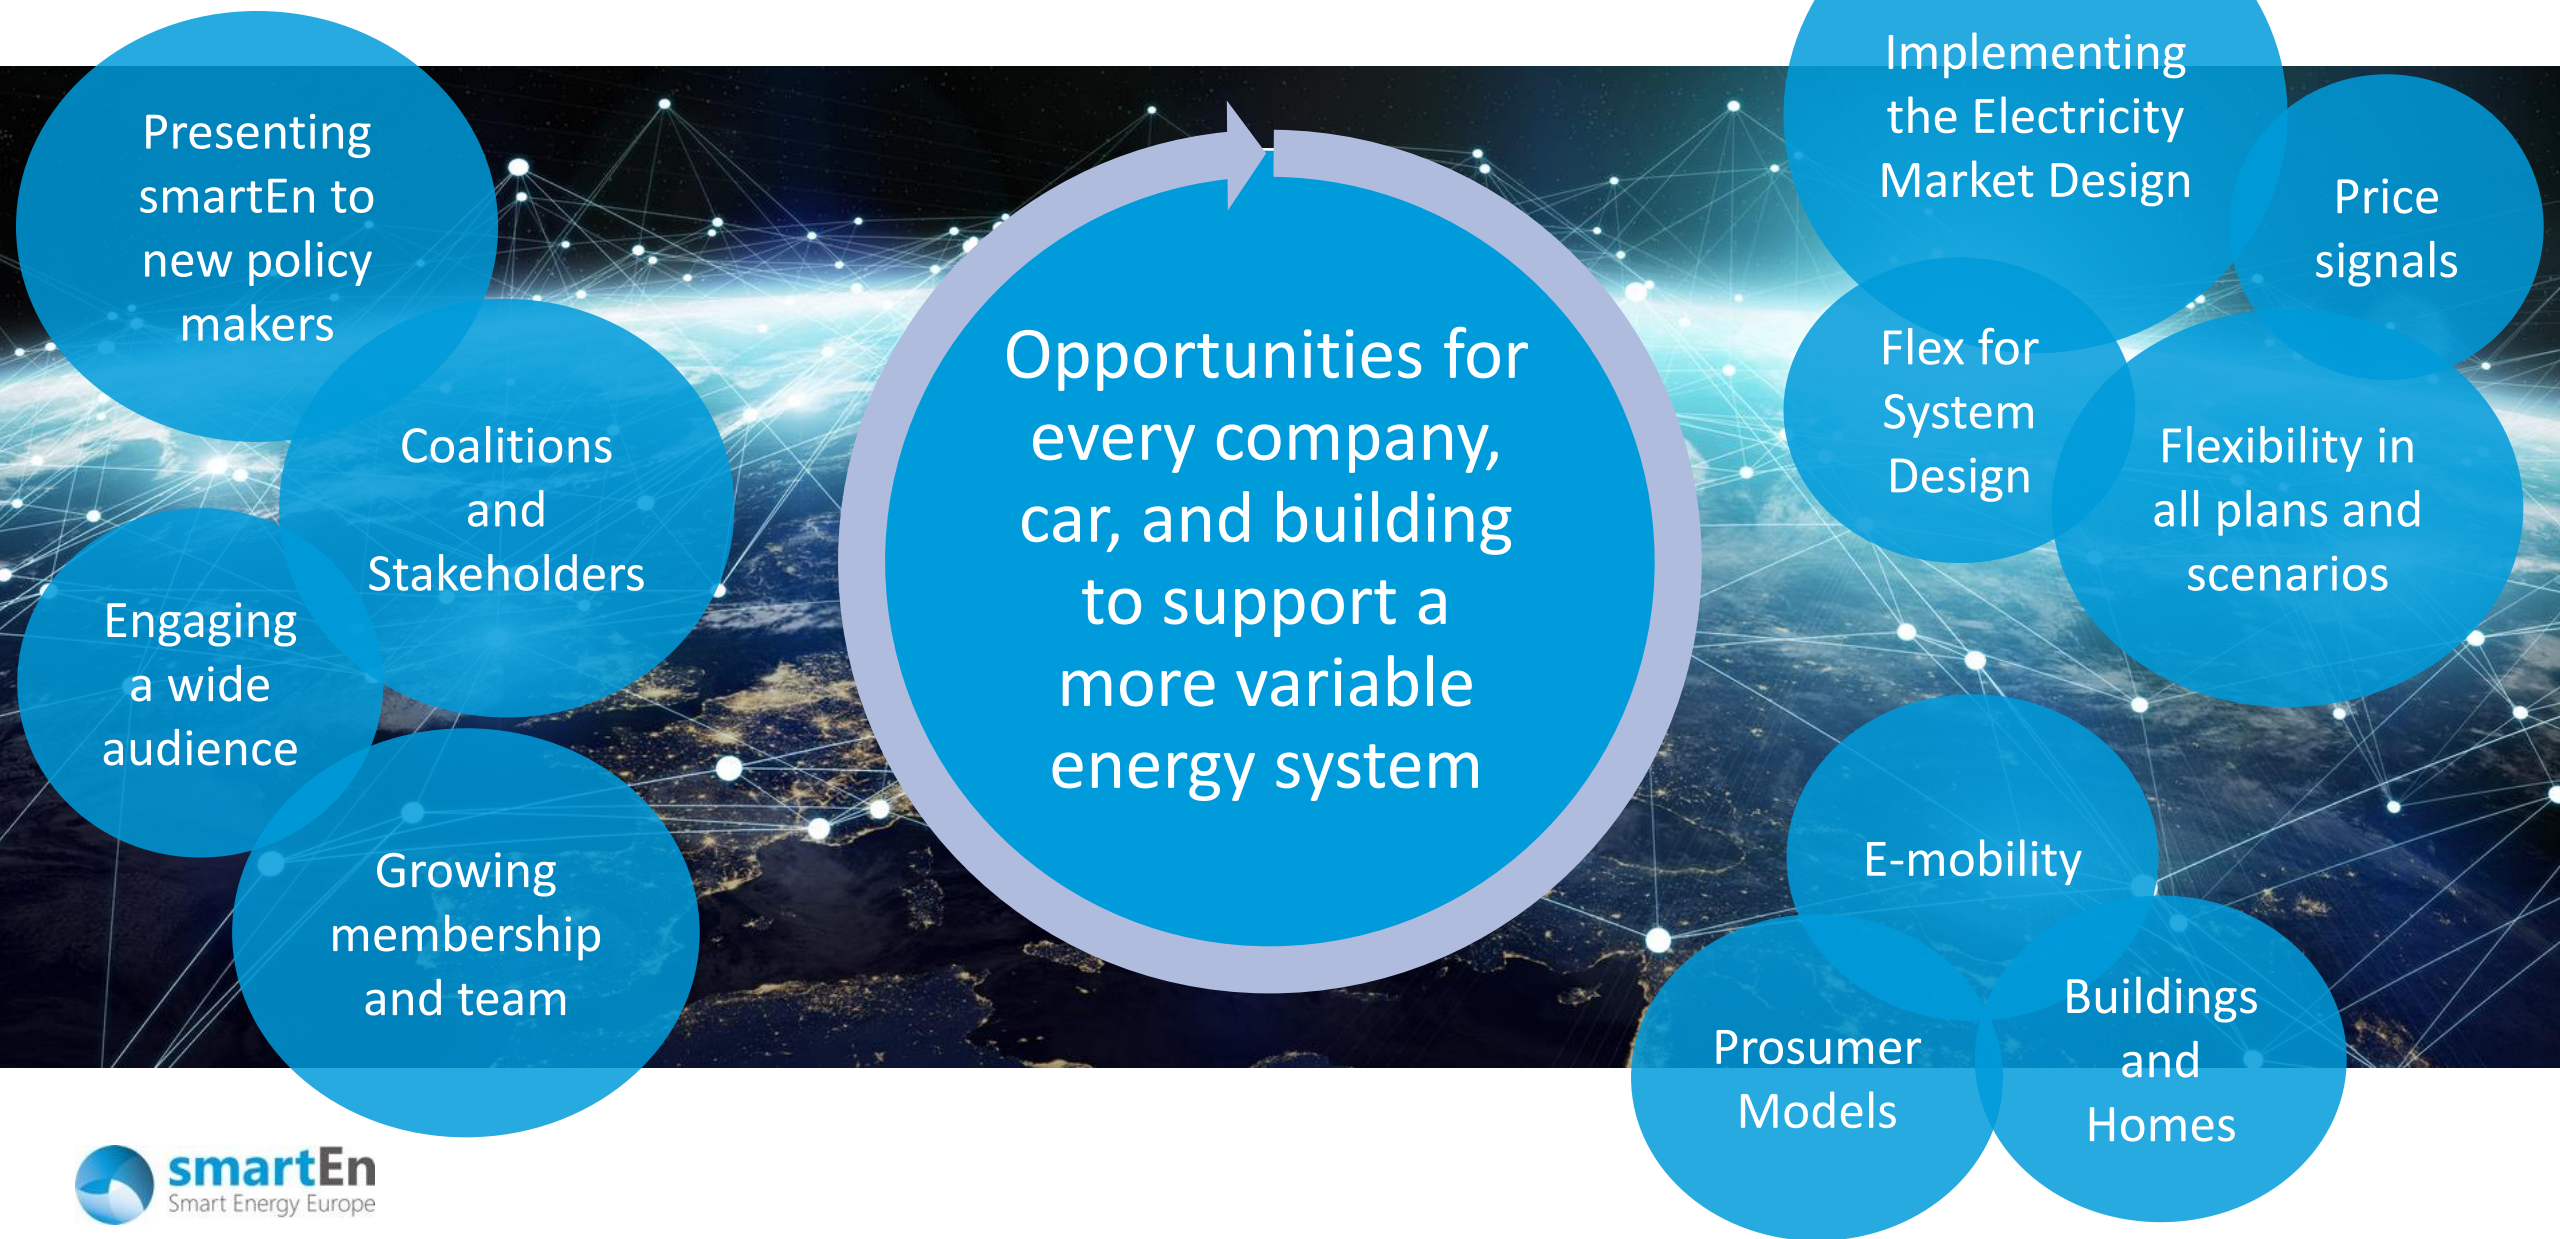 Presenting
smartEn to
new policy
makers
Coalitions
and
Stakeholders
Engaging
a wide
audience
Growing
membership
and team
Opportunities for
every company,
car, and building
to support a
more variable
energy system
Implementing
the Electricity
Market Design
Price
signals
Flex for
System
Design
Flexibility in
all plans and
scenarios
E-mobility
Prosumer
Models
Buildings
and
Homes
smartEn
Smart Energy Europe